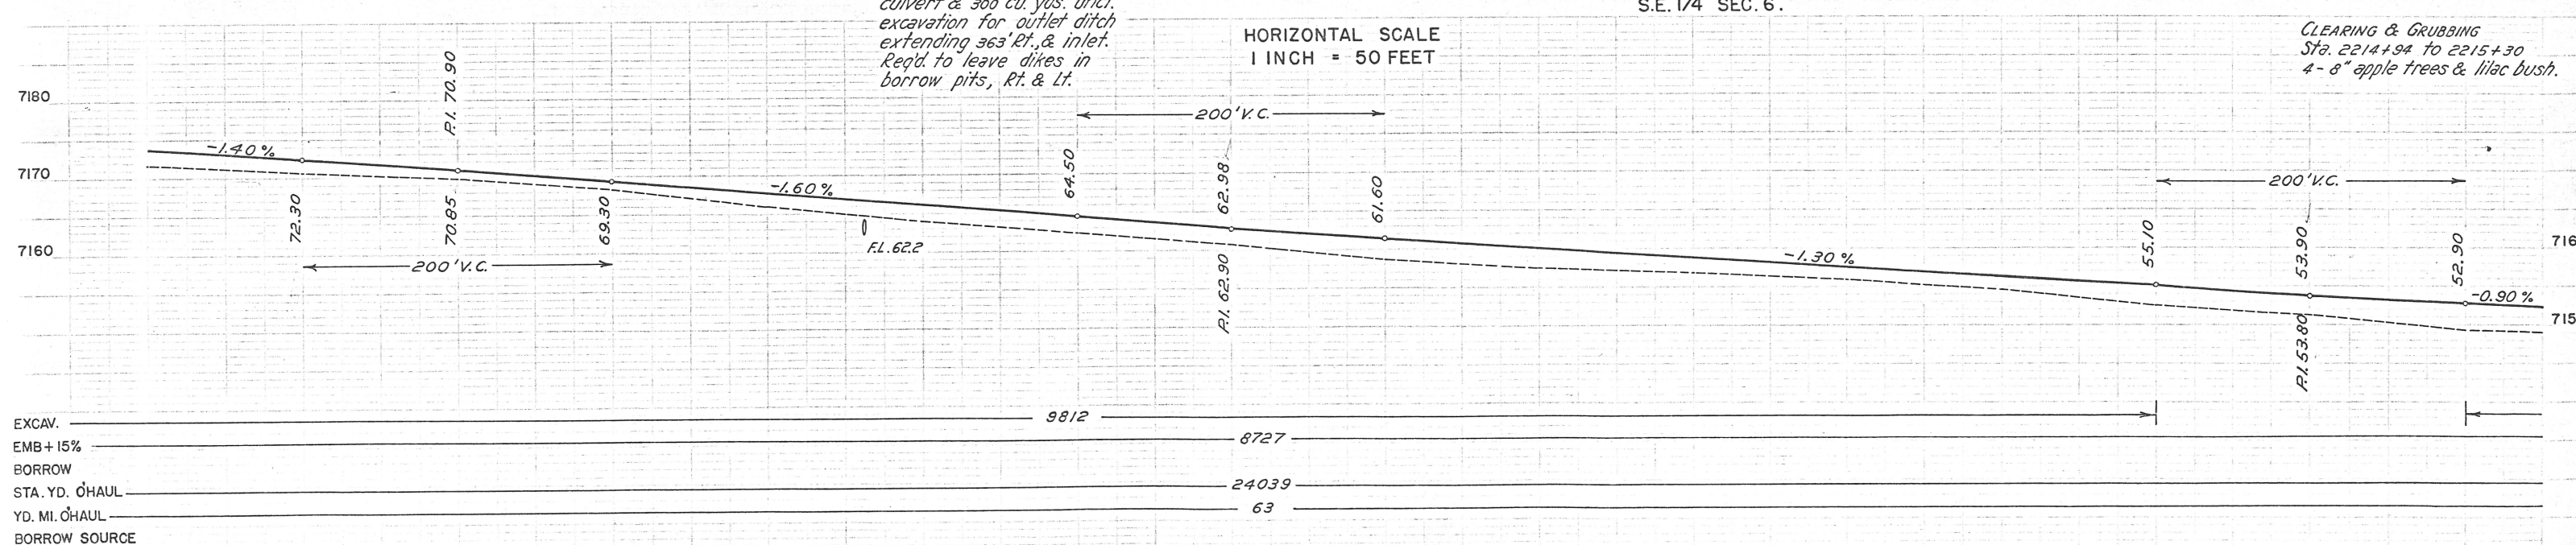 culvert & 300 cu. yds. uncl.
excavation for outlet ditch
extending 363' Rt., & inlet.
Req'd. to leave dikes in
borrow pits, Rt. & Lt.
HORIZONTAL SCALE
1 INCH = 50 FEET
S.E. 1/4 SEC. 6.
CLEARING & GRUBBING
Sta. 2214+94 to 2215+30
4 - 8" apple trees & lilac bush.
7180
7170
7160
-1.40 %
72.30
P.I. 70.90
70.85
69.30
200' V.C.
-1.60 %
F.L. 62.2
200' V.C.
64.50
62.98
P.I. 62.90
61.60
-1.30 %
200' V.C.
55.10
53.90
P.I. 53.80
52.90
-0.90 %
716
715
EXCAV. 9812
EMB + 15% 8727
BORROW
STA. YD. O'HAUL 24039
YD. MI. O'HAUL 63
BORROW SOURCE